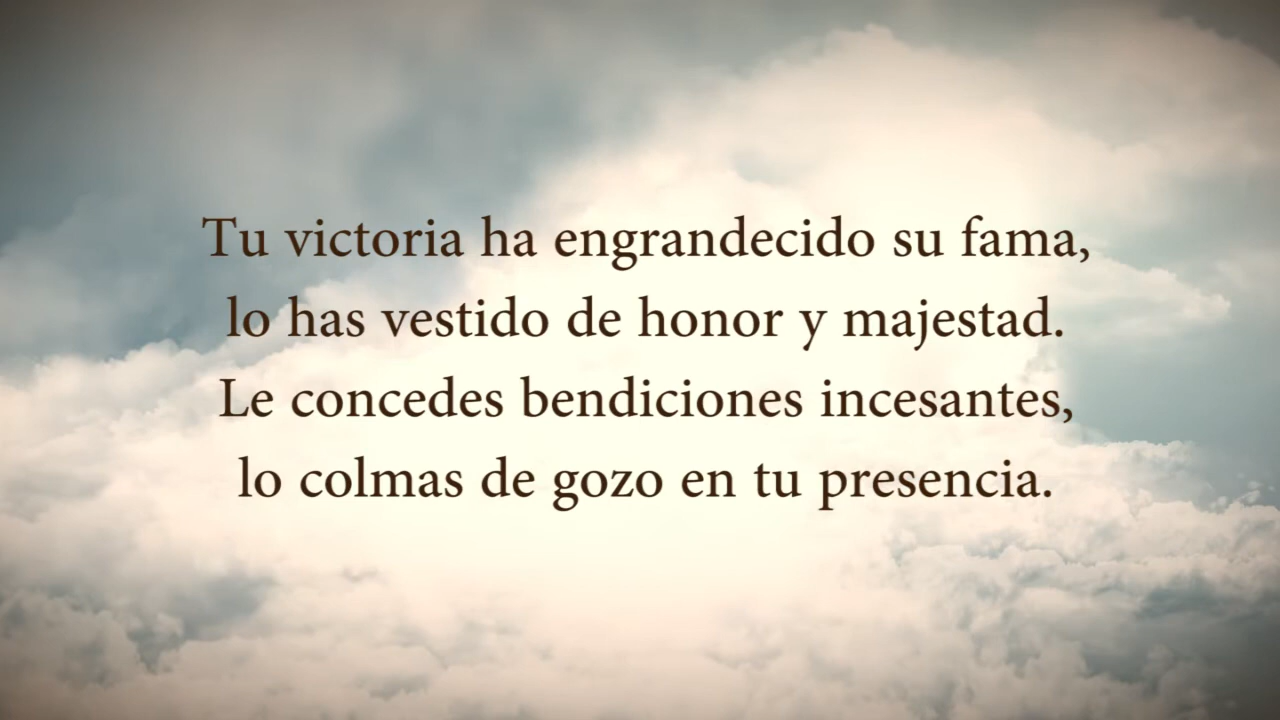 Tu victoria ha engrandecido su fama,
lo has vestido de honor y majestad.
Le concedes bendiciones incesantes,
lo colmas de gozo en tu presencia.